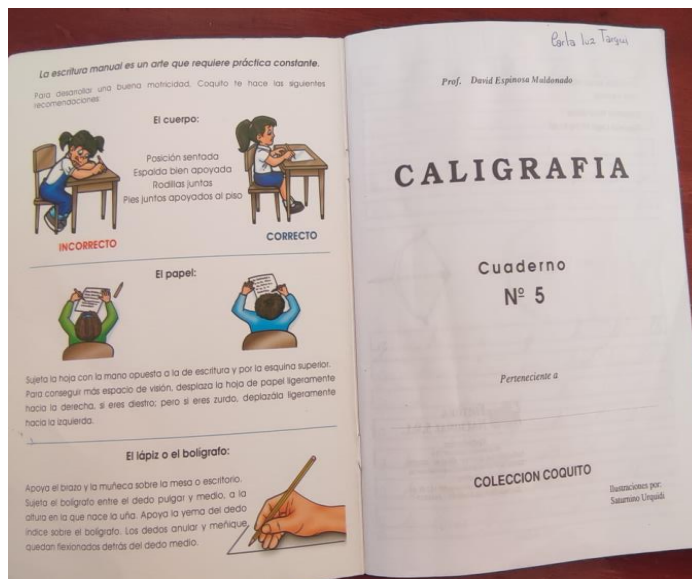 La escritura manual es un arte que requiere práctica constante.
Para desarrollar una buena motricidad, Coquito te hace las siguientes
recomendaciones:
El cuerpo:
Posición sentada
Espalda bien apoyada
Rodillas juntas
Pies juntos apoyados al piso
INCORRECTO
CORRECTO
El papel:
Sujeta la hoja con la mano opuesta a la de escritura y por la esquina superior.
Para conseguir más espacio de visión, desplaza la hoja de papel ligeramente
hacia la derecha, si eres diestro; pero si eres zurdo, deplazála ligeramente
hacia la izquierda.
El lápiz o el bolígrafo:
Apoya el brazo y la muñeca sobre la mesa o escritorio.
Sujeta el bolígrafo entre el dedo pulgar y medio, a la
altura en la que nace la uña. Apoya la yema del dedo
índice sobre el bolígrafo. Los dedos anular y meñique,
quedan flexionados detrás del dedo medio.
Carla luz Tarqui
Prof. David Espinosa Maldonado
CALIGRAFIA
Cuaderno
Nº 5
Perteneciente a
COLECCION COQUITO
Ilustraciones por:
Saturnino Urquidi